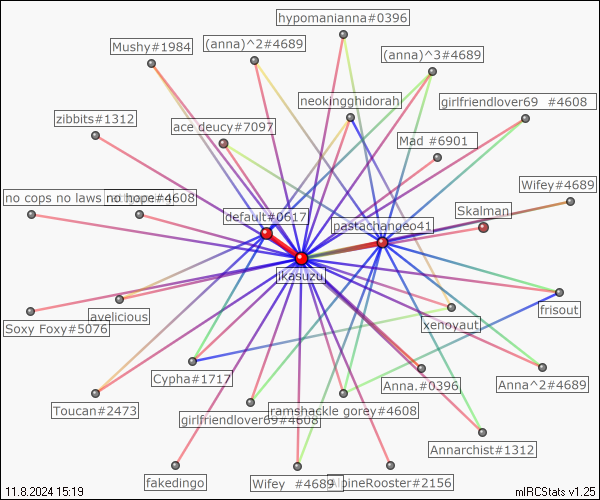 hypomanianna#0396
Mushy#1984
(anna)^2#4689
(anna)^3#4689
neokingghidorah
girlfriendlover69 #4608
zibbits#1312
ace deucy#7097
Mad #6901
Wifey#4689
no cops no laws no hope#4608
default#0617
pastachangeo41
Skalman
ikasuzu
Soxy Foxy#5076
avelicious
xenoyaut
frisout
Cypha#1717
Anna.#0396
Anna^2#4689
Toucan#2473
girlfriendlover69#4608
ramshackle gorey#4608
Annarchist#1312
fakedingo
Wifey #4689
AlpineRooster#2156
11.8.2024 15:19
mIRCStats v1.25